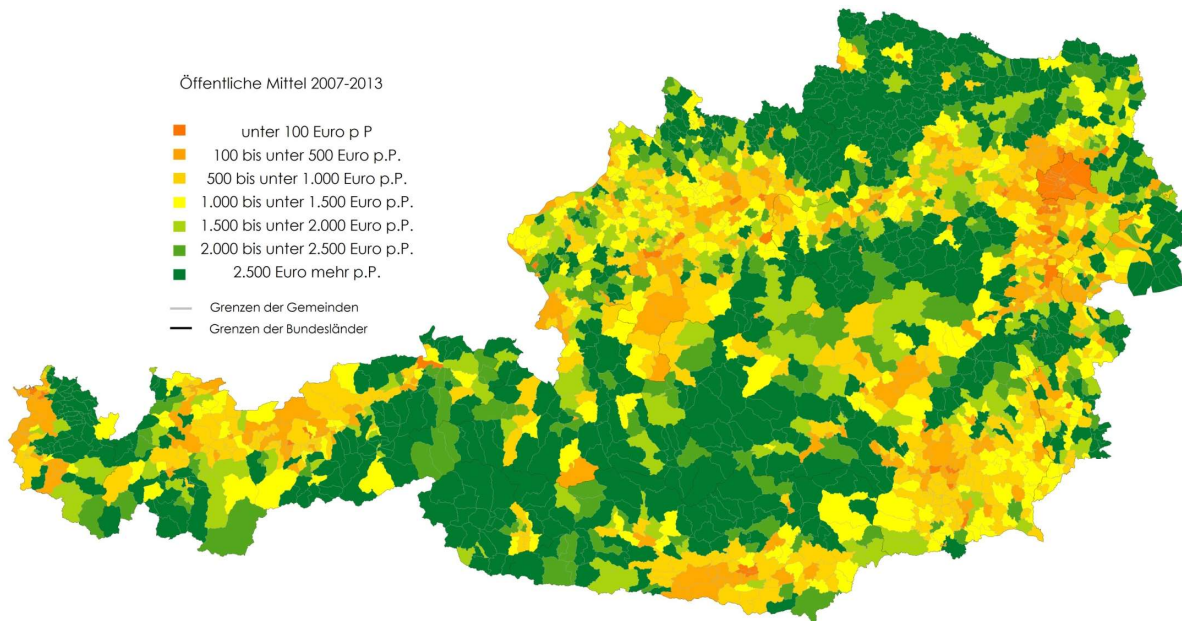 Öffentliche Mittel 2007-2013
unter 100 Euro p P
100 bis unter 500 Euro p.P.
500 bis unter 1.000 Euro p.P.
1.000 bis unter 1.500 Euro p.P.
1.500 bis unter 2.000 Euro p.P.
2.000 bis unter 2.500 Euro p.P.
2.500 Euro mehr p.P.
Grenzen der Gemeinden
Grenzen der Bundesländer